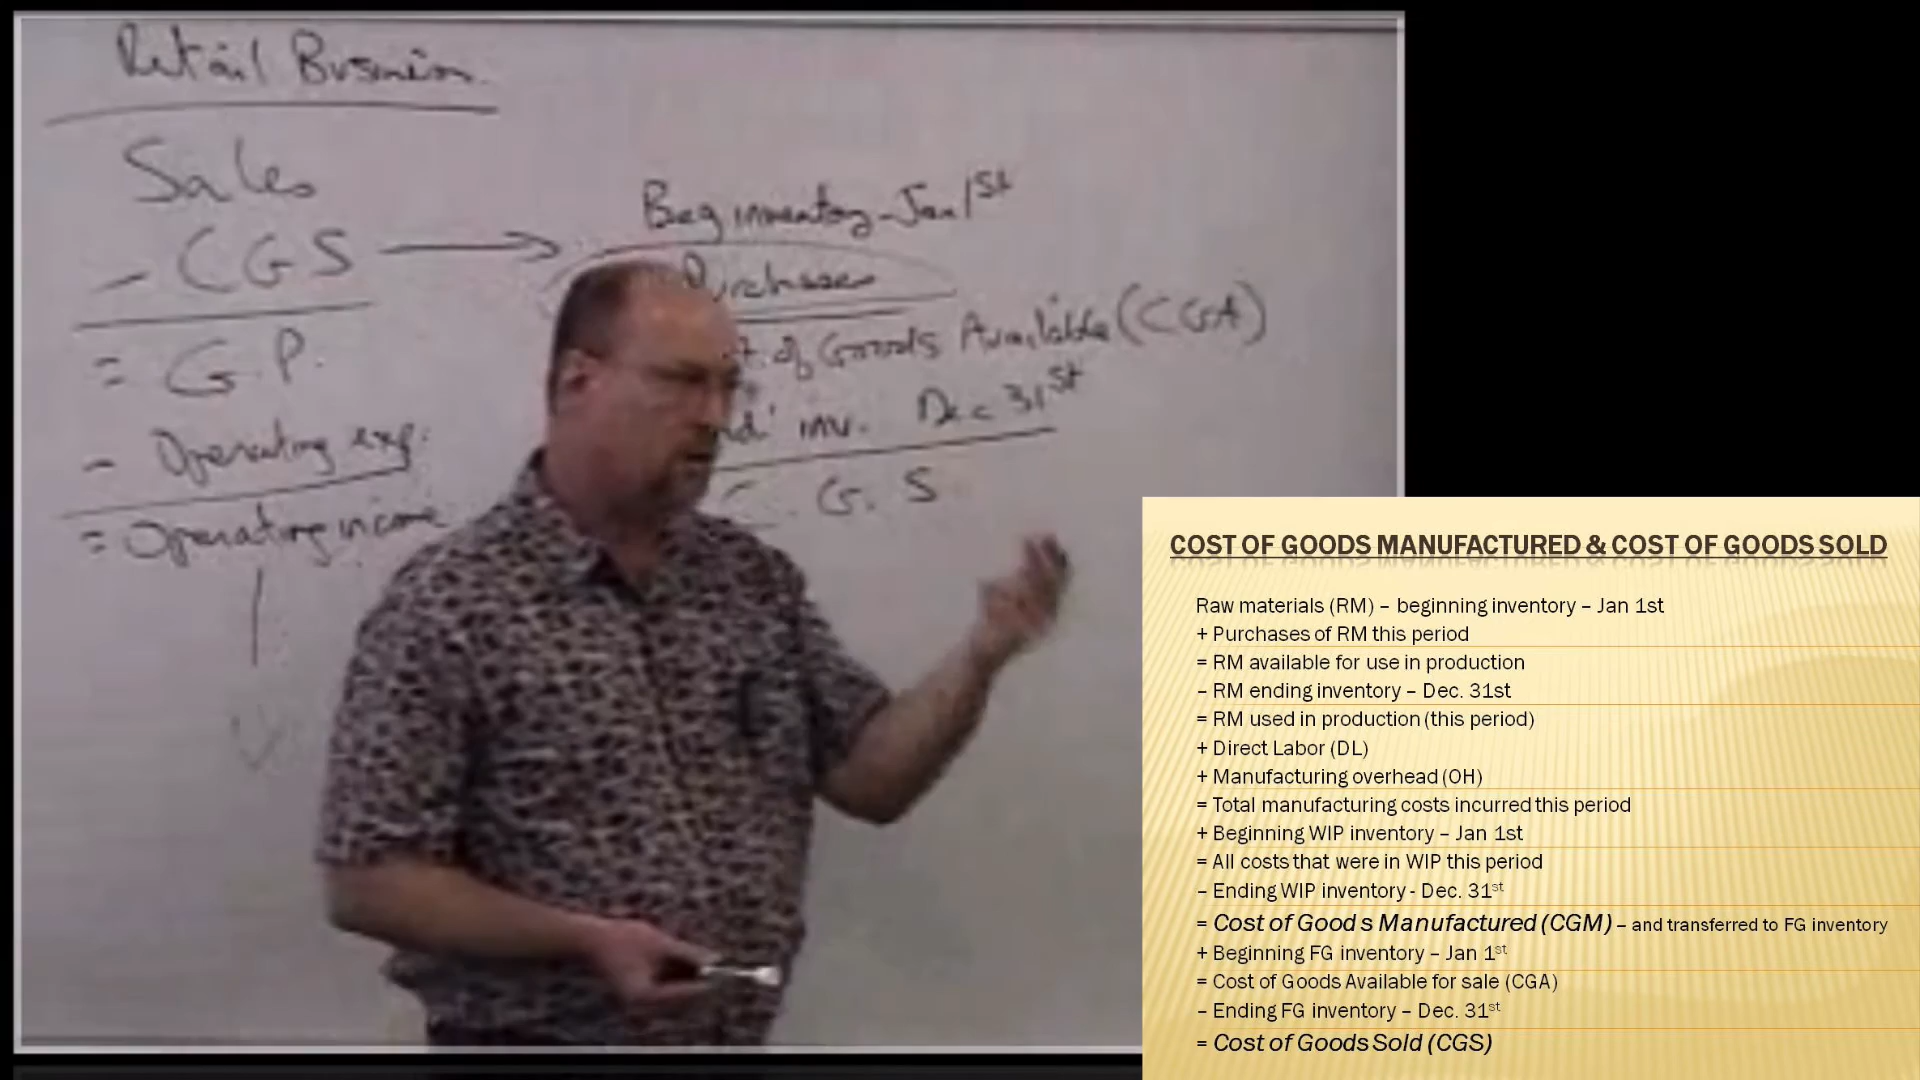 Retail Business
Sales
- CGS
= G.P.
- Operating exp.
= Operating income
Beg inventory - Jan 1st
Purchases
of Goods Available (CGA)
inv. Dec 31st
C. G. S
COST OF GOODS MANUFACTURED & COST OF GOODS SOLD
Raw materials (RM) – beginning inventory – Jan 1st
+ Purchases of RM this period
= RM available for use in production
– RM ending inventory – Dec. 31st
= RM used in production (this period)
+ Direct Labor (DL)
+ Manufacturing overhead (OH)
= Total manufacturing costs incurred this period
+ Beginning WIP inventory – Jan 1st
= All costs that were in WIP this period
– Ending WIP inventory - Dec. 31st
= Cost of Good s Manufactured (CGM) – and transferred to FG inventory
+ Beginning FG inventory – Jan 1st
= Cost of Goods Available for sale (CGA)
– Ending FG inventory – Dec. 31st
= Cost of Goods Sold (CGS)